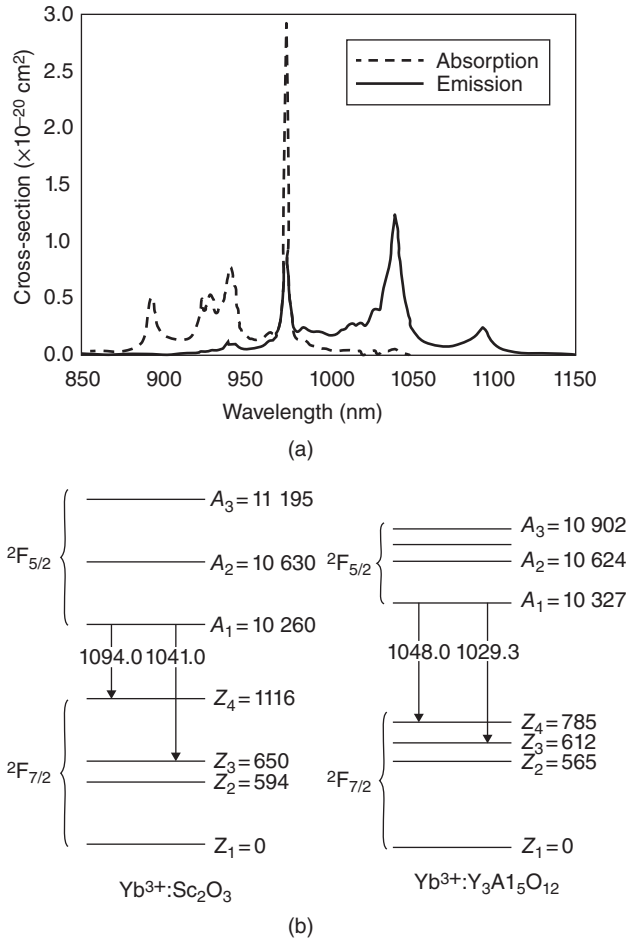 (a)
3.0
2.5
2.0
1.5
1.0
0.5
0.0
Cross-section (×10⁻²⁰ cm²)
Absorption
Emission
850 900 950 1000 1050 1100 1150
Wavelength (nm)
(a)
²F₅/₂
A₃ = 11 195
A₂ = 10 630
A₁ = 10 260
1094.0 1041.0
Z₄ = 1116
²F₇/₂
Z₃ = 650
Z₂ = 594
Z₁ = 0
Yb³⁺:Sc₂O₃
²F₅/₂
A₃ = 10 902
A₂ = 10 624
A₁ = 10 327
1048.0 1029.3
²F₇/₂
Z₄ = 785
Z₃ = 612
Z₂ = 565
Z₁ = 0
Yb³⁺:Y₃A1₅O₁₂
(b)